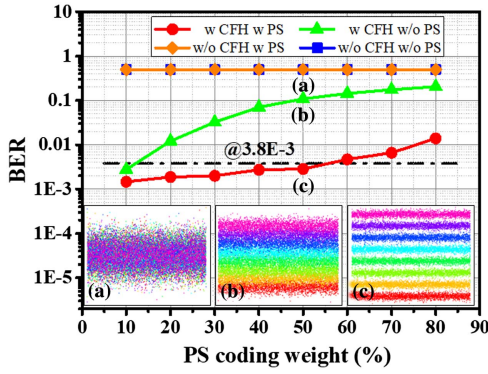 w CFH w PS
w CFH w/o PS
w/o CFH w PS
w/o CFH w/o PS
10
1
0.1
0.01
1E-3
1E-4
1E-5
BER
(a)
(b)
@3.8E-3
(c)
(a)
(b)
(c)
0
10
20
30
40
50
60
70
80
90
PS coding weight (%)